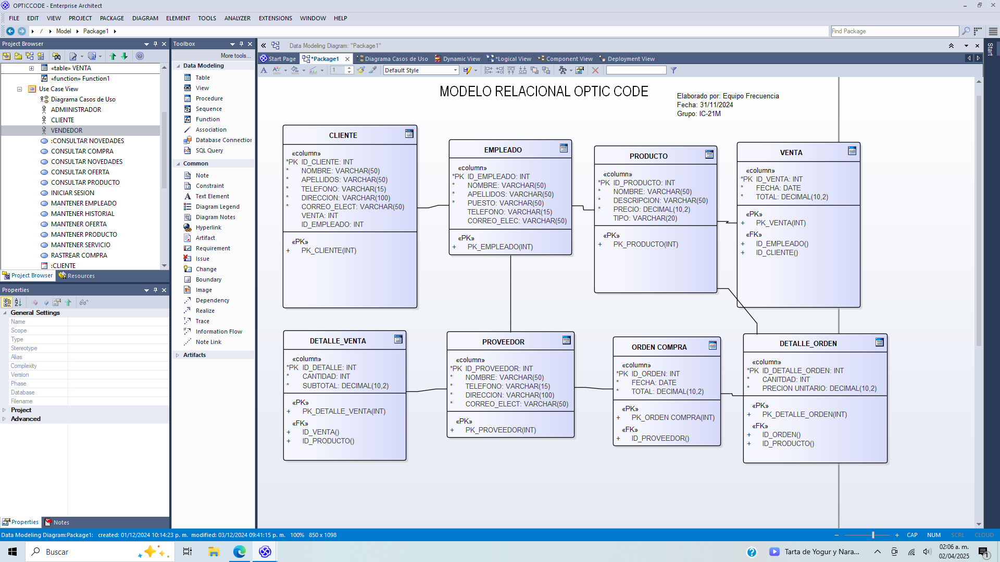 OPTICCODE - Enterprise Architect
FILE EDIT VIEW PROJECT PACKAGE DIAGRAM ELEMENT TOOLS ANALYZER EXTENSIONS WINDOW HELP
/ Model Package1
Find Package
Project Browser
«table» VENTA
«function» Function1
Use Case View
Diagrama Casos de Uso
ADMIINISTRADOR
CLIENTE
VENDEDOR
:CONSULTAR NOVEDADES
CONSULTAR COMPRA
CONSULTAR NOVEDADES
CONSULTAR OFERTA
CONSULTAR PRODUCTO
INICIAR SESION
MANTENER EMPLEADO
MANTENER HISTORIAL
MANTENER OFERTA
MANTENER PRODUCTO
MANTENER SERVICIO
RASTREAR COMPRA
:CLIENTE
Project Browser Resources
Properties
General Settings
Name
Scope
Type
Stereotype
Alias
Complexity
Version
Phase
Database
Filename
Project
Advanced
Properties Notes
Toolbox
More tools...
Data Modeling
Table
View
Procedure
Sequence
Function
Association
Database Connection
SQL Query
Common
Note
Constraint
Text Element
Diagram Legend
Diagram Notes
Hyperlink
Artifact
Requirement
Issue
Change
Boundary
Image
Dependency
Realize
Trace
Information Flow
Note Link
Artifacts
Data Modeling Diagram: "Package1"
Start Page *Package1 Diagrama Casos de Uso Dynamic View *Logical View Component View Deployment View
1 Default Style
Start
MODELO RELACIONAL OPTIC CODE
Elaborado por: Equipo Frecuencia
Fecha: 31/11/2024
Grupo: IC-21M
CLIENTE
«column»
*PK ID_CLIENTE: INT
* NOMBRE: VARCHAR(50)
* APELLIDOS: VARCHAR(50)
* TELEFONO: VARCHAR(15)
* DIRECCION: VARCHAR(100)
* CORREO_ELECT: VARCHAR(50)
VENTA: INT
ID_EMPLEADO: INT
«PK»
+ PK_CLIENTE(INT)
EMPLEADO
«column»
*PK ID_EMPLEADO: INT
* NOMBRE: VARCHAR(50)
* APELLIDOS: VARCHAR(50)
* PUESTO: VARCHAR(50)
TELEFONO: VARCHAR(15)
CORREO_ELEC: VARCHAR(50)
«PK»
+ PK_EMPLEADO(INT)
PRODUCTO
«column»
*PK ID_PRODUCTO: INT
* NOMBRE: VARCHAR(50)
* DESCRIPCION: VARCHAR(50)
* PRECIO: DECIMAL(10,2)
TIPO: VARCHAR(20)
«PK»
+ PK_PRODUCTO(INT)
VENTA
«column»
*PK ID_VENTA: INT
* FECHA: DATE
* TOTAL: DECIMAL(10,2)
«PK»
+ PK_VENTA(INT)
«FK»
+ ID_EMPLEADO()
+ ID_CLIENTE()
DETALLE_VENTA
«column»
*PK ID_DETALLE: INT
* CANTIDAD: INT
* SUBTOTAL: DECIMAL(10,2)
«PK»
+ PK_DETALLE_VENTA(INT)
«FK»
+ ID_VENTA()
+ ID_PRODUCTO()
PROVEEDOR
«column»
*PK ID_PROVEEDOR: INT
* NOMBRE: VARCHAR(50)
* TELEFONO: VARCHAR(15)
* DIRECCION: VARCHAR(100)
* CORREO_ELECT: VARCHAR(50)
«PK»
+ PK_PROVEEDOR(INT)
ORDEN COMPRA
«column»
*PK ID_ORDEN: INT
* FECHA: DATE
* TOTAL: DECIMAL(10,2)
«PK»
+ PK_ORDEN COMPRA(INT)
«FK»
+ ID_PROVEEDOR()
DETALLE_ORDEN
«column»
*PK ID_DETALLE_ORDEN: INT
* CANITDAD: INT
* PRECION UNITARIO: DECIMAL(10,2)
«PK»
+ PK_DETALLE_ORDEN(INT)
«FK»
+ ID_ORDEN()
+ ID_PRODUCTO()
Data Modeling Diagram:Package1: created: 01/12/2024 10:14:23 p. m. modified: 03/12/2024 09:41:15 p. m. 100% 850 x 1098
CAP NUM SCRL CLOUD
Buscar
Tarta de Yogur y Nara...
02:06 a. m.
02/04/2025
1